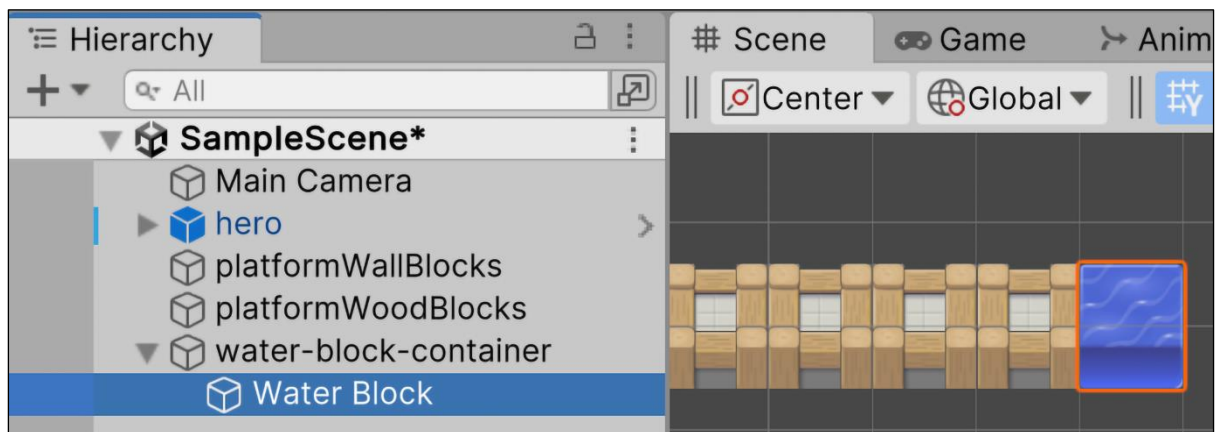 Hierarchy
All
SampleScene*
Main Camera
hero
platformWallBlocks
platformWoodBlocks
water-block-container
Water Block
Scene Game Anim
Center Global Y